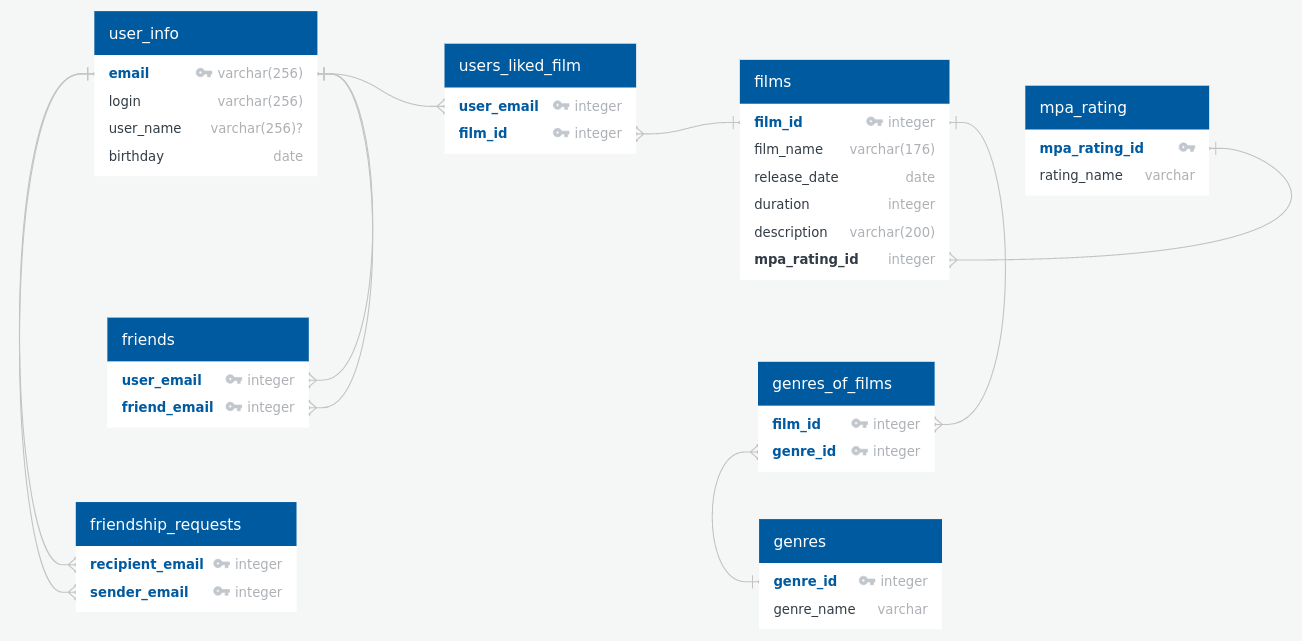 user_info
email varchar(256)
login varchar(256)
user_name varchar(256)?
birthday date
users_liked_film
user_email integer
film_id integer
films
film_id integer
film_name varchar(176)
release_date date
duration integer
description varchar(200)
mpa_rating_id integer
mpa_rating
mpa_rating_id
rating_name varchar
friends
user_email integer
friend_email integer
genres_of_films
film_id integer
genre_id integer
friendship_requests
recipient_email integer
sender_email integer
genres
genre_id integer
genre_name varchar